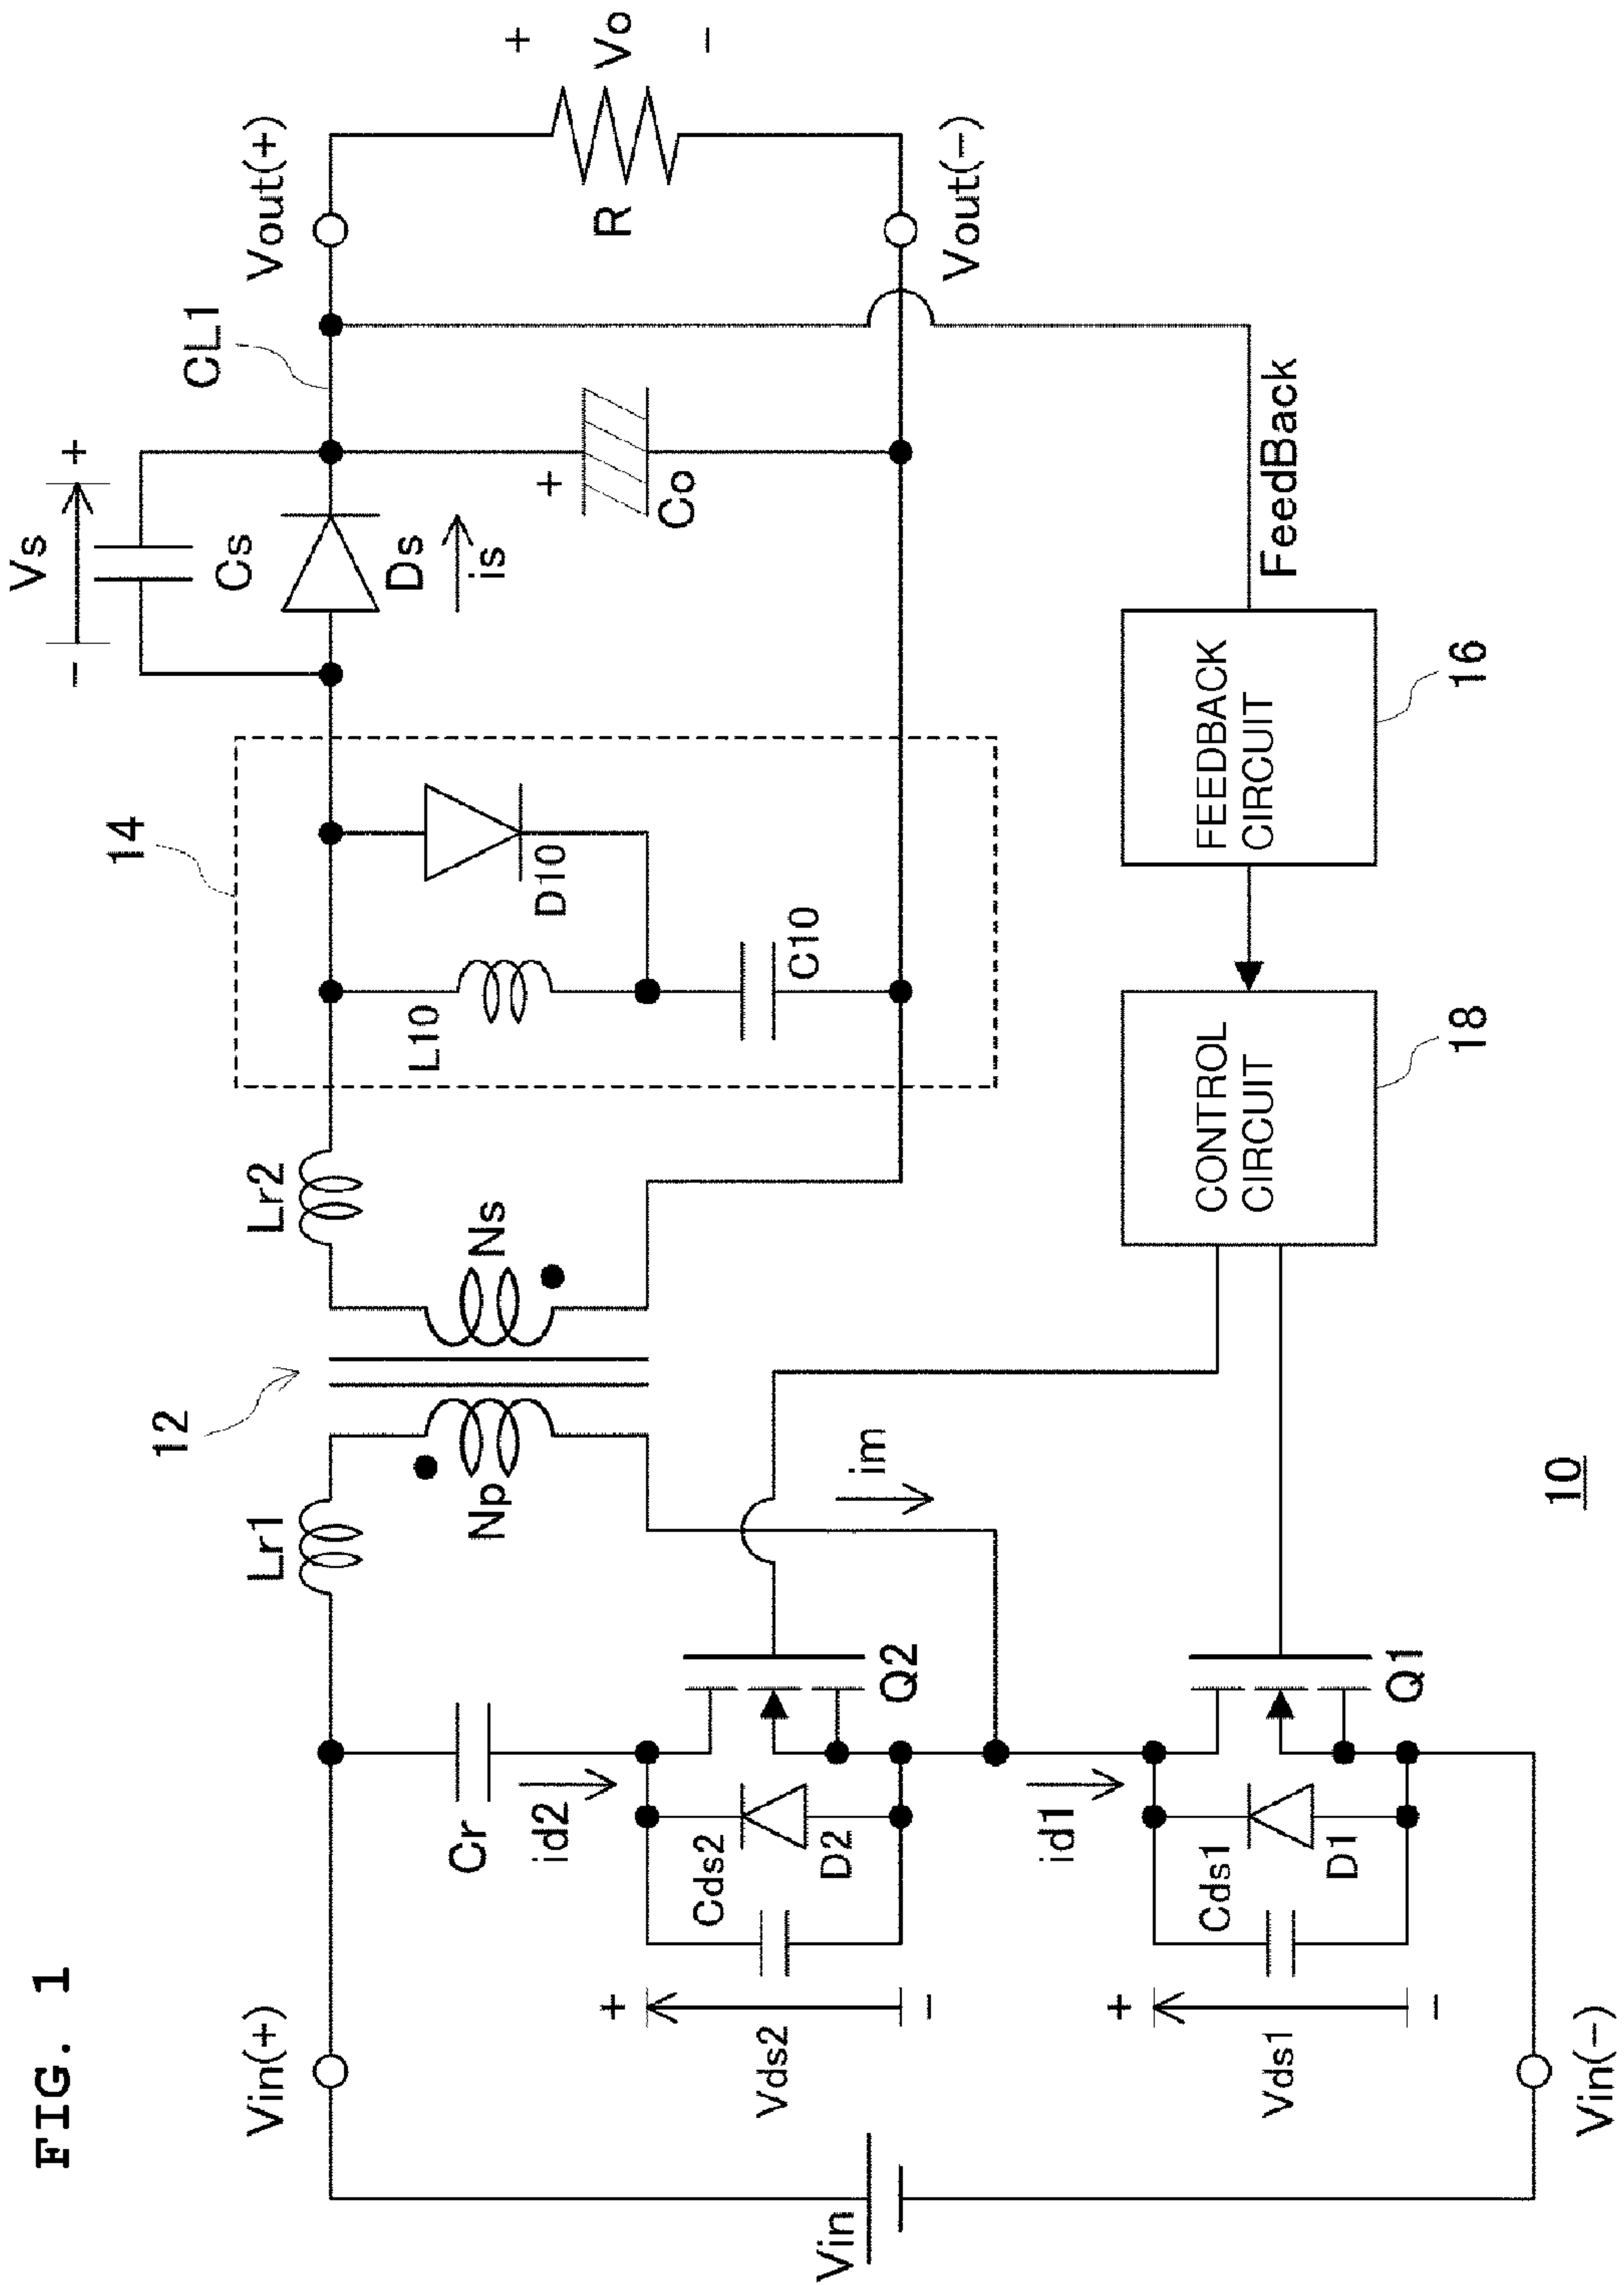 FIG. 1
Vin(+)
Vin
Vin(-)
Vds2
+
-
Vds1
+
-
Cr
id2
Cds2
D2
Q2
id1
Cds1
D1
Q1
Lr1
Np
im
12
Ns
Lr2
14
L10
D10
C10
Vs
-
+
Cs
Ds
is
CL1
+
Co
Vout(+)
R
Vo
+
-
Vout(-)
FeedBack
FEEDBACK
CIRCUIT
16
CONTROL
CIRCUIT
18
10